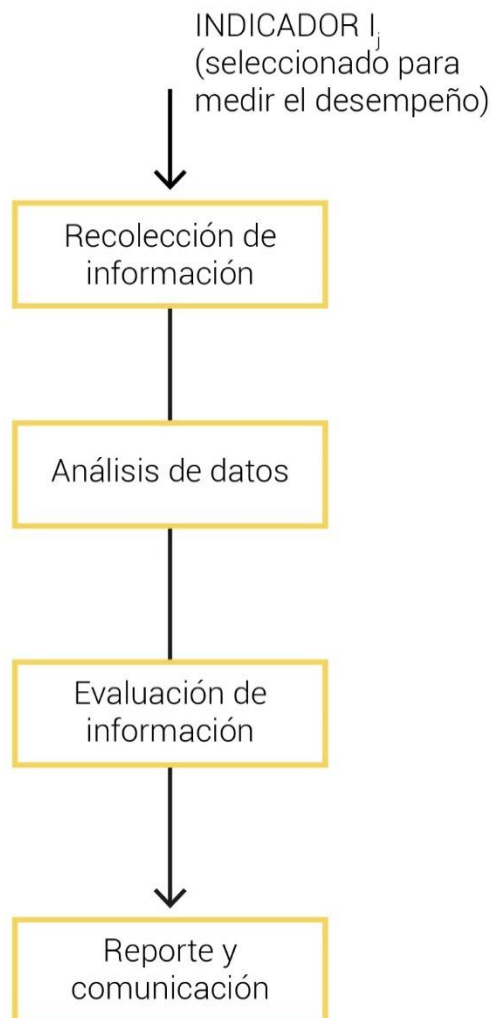 INDICADOR Ij
(seleccionado para
medir el desempeño)
Recolección de
información
Análisis de datos
Evaluación de
información
Reporte y
comunicación